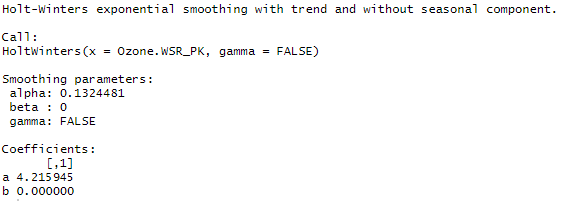 Holt-Winters exponential smoothing with trend and without seasonal component.
Call:
HoltWinters(x = Ozone.WSR_PK, gamma = FALSE)
Smoothing parameters:
alpha: 0.1324481
beta : 0
gamma: FALSE
Coefficients:
[,1]
a 4.215945
b 0.000000